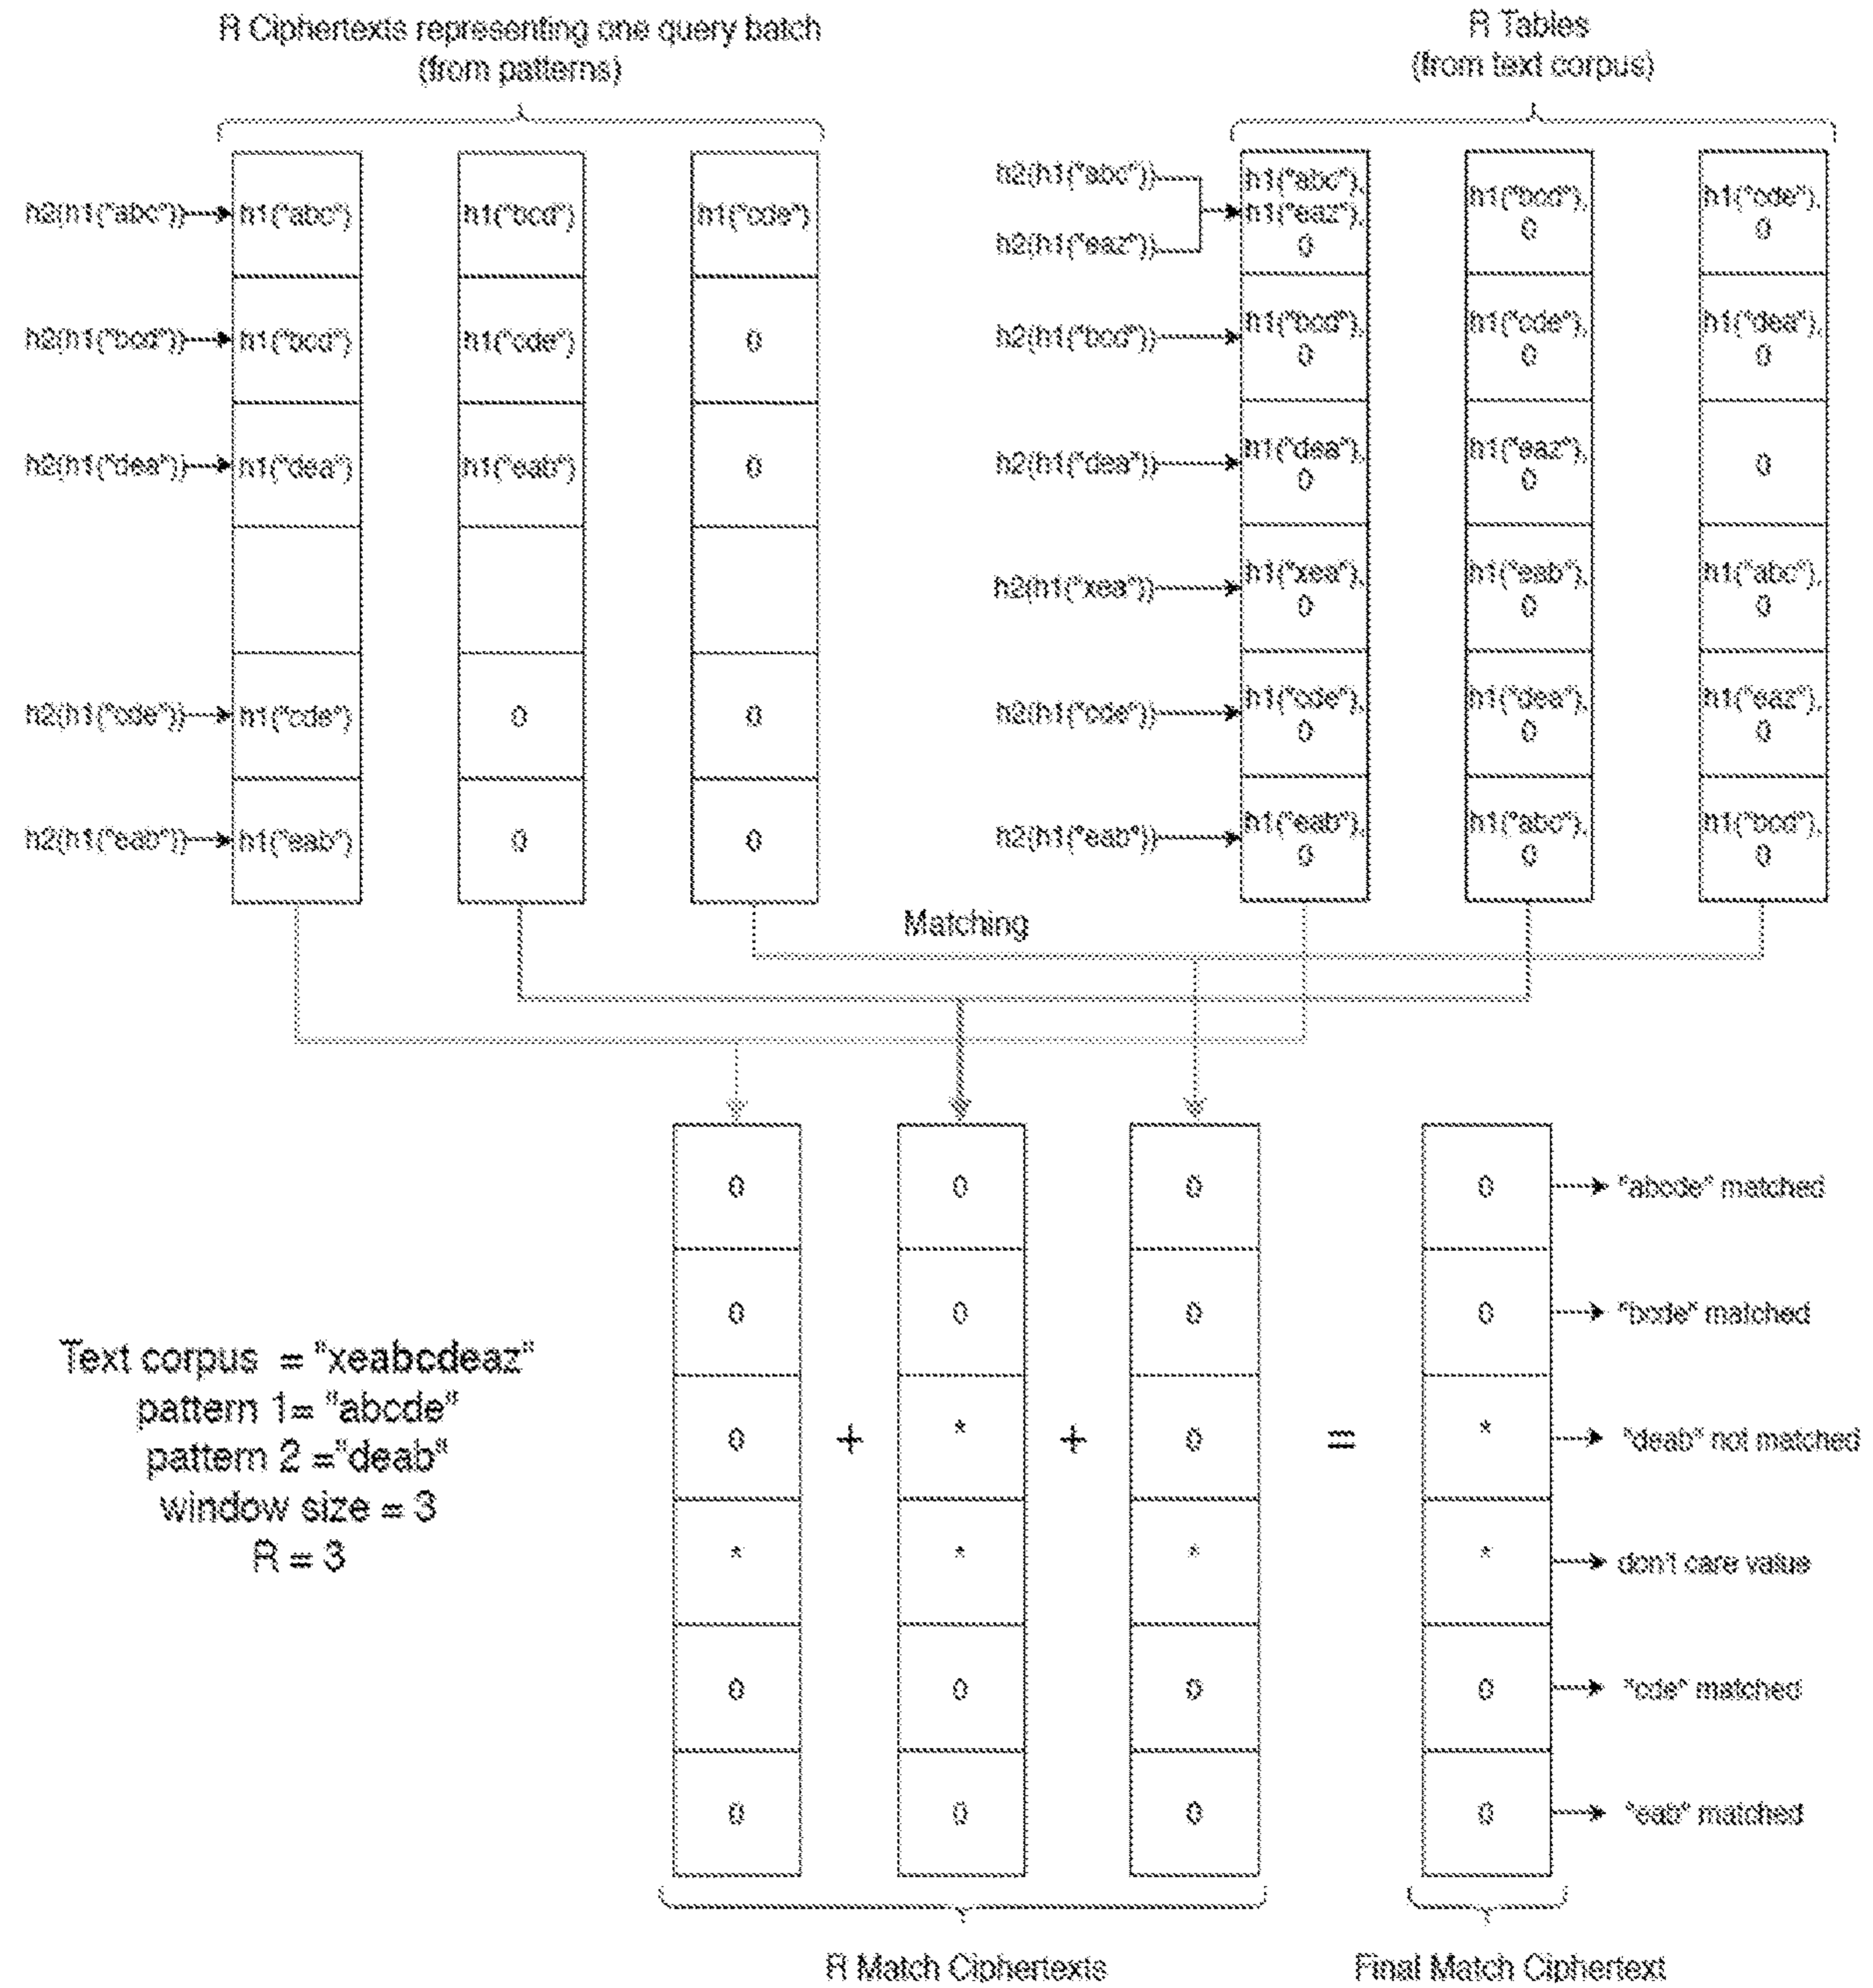 R Ciphertexts representing one query batch
(from patterns)
R Tables
(from text corpus)
h2(h1("abc"))
h1("abc")
h1("bcd")
h1("cde")
h2(h1("bcd"))
h1("bcd")
h1("cde")
0
h2(h1("dea"))
h1("dea")
h1("eab")
0
h2(h1("cde"))
h1("cde")
0
0
h2(h1("eab"))
h1("eab")
0
0
h2(h1("abc"))
h2(h1("eaz"))
h1("abc"),
h1("eaz"),
0
h1("bcd"),
0
h1("cde"),
0
h2(h1("bcd"))
h1("bcd"),
0
h1("cde"),
0
h1("dea"),
0
h2(h1("dea"))
h1("dea"),
0
h1("eaz"),
0
0
h2(h1("xea"))
h1("xea"),
0
h1("eab"),
0
h1("abc"),
0
h2(h1("cde"))
h1("cde"),
0
h1("dea"),
0
h1("eaz"),
0
h2(h1("eab"))
h1("eab"),
0
h1("abc"),
0
h1("bcd"),
0
Matching
Text corpus = "xeabcdeaz"
pattern 1= "abcde"
pattern 2 ="deab"
window size = 3
R = 3
0
0
0
0
"abcde" matched
0
0
0
0
"bcde" matched
0
+
*
+
0
=
*
"deab" not matched
*
*
*
*
don't care value
0
0
0
0
"cde" matched
0
0
0
0
"eab" matched
R Match Ciphertexts
Final Match Ciphertext